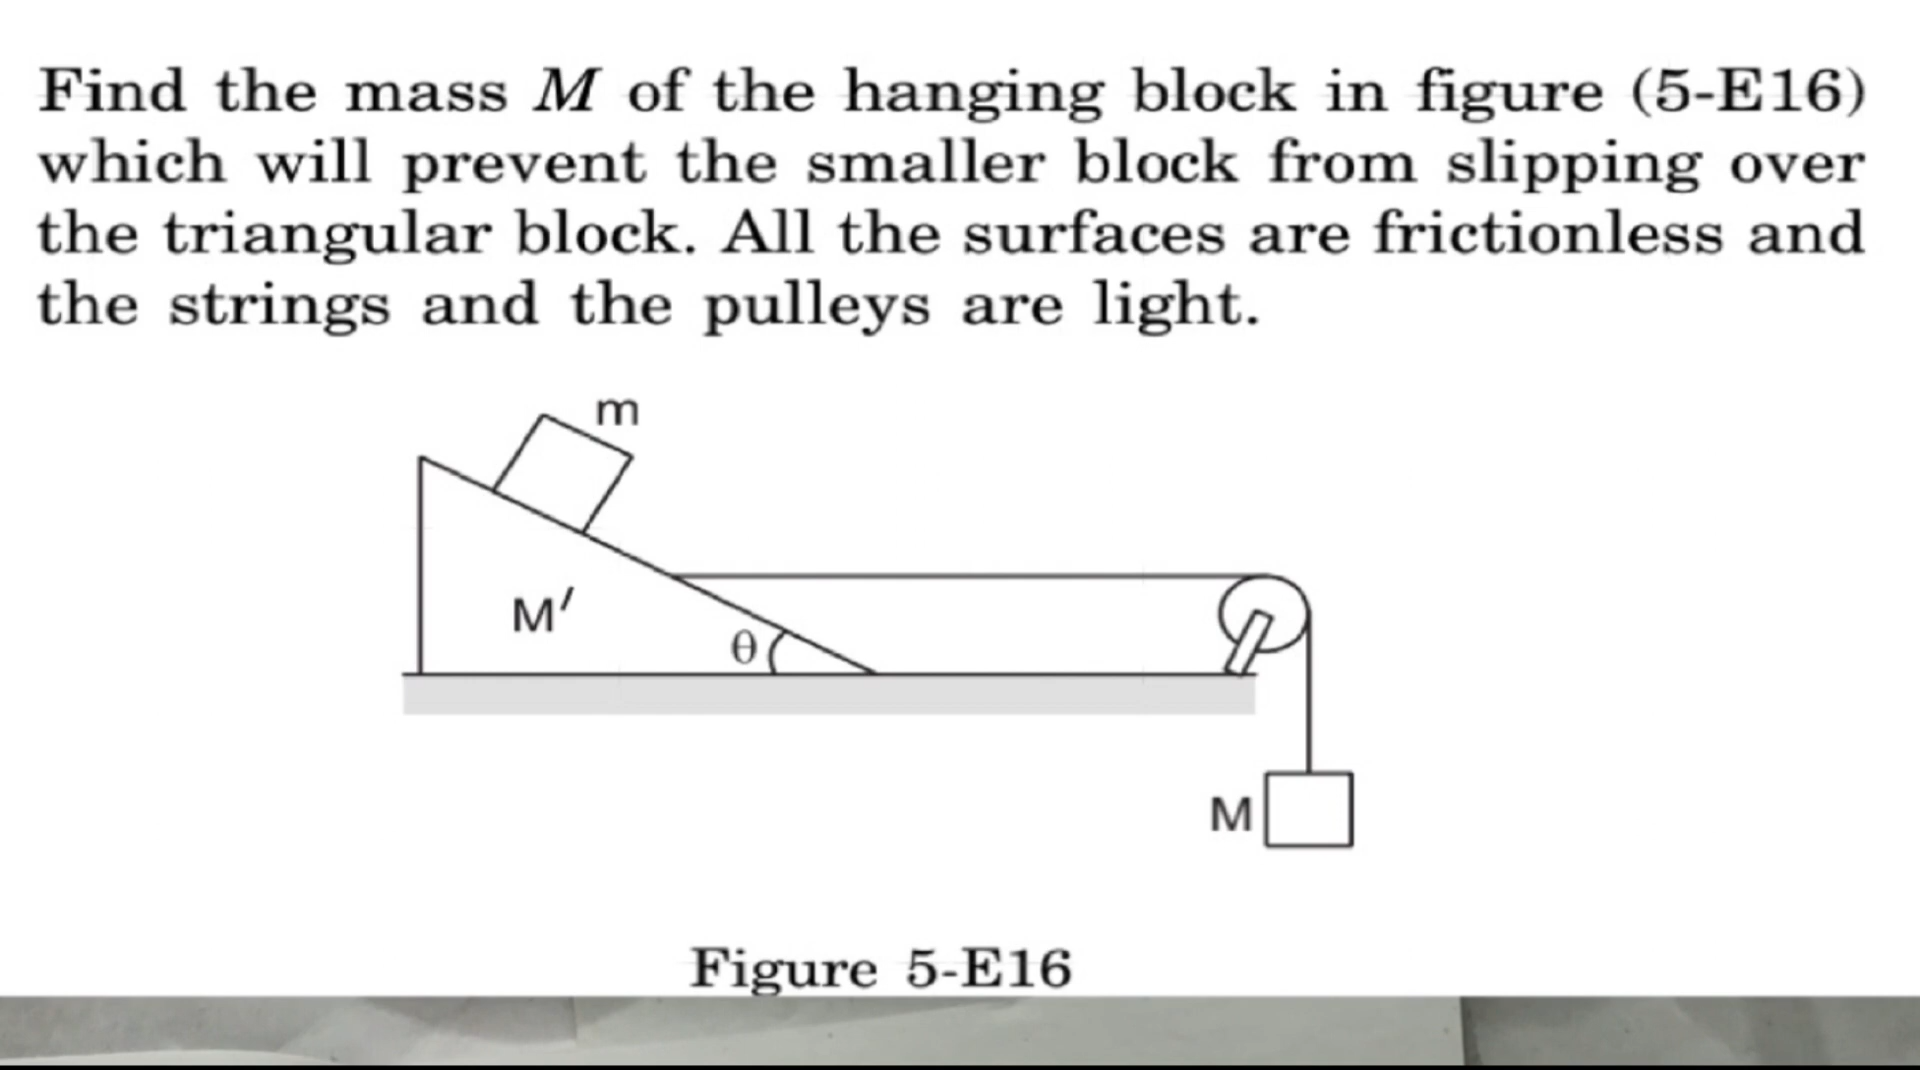 Find the mass M of the hanging block in figure (5-E16)
which will prevent the smaller block from slipping over
the triangular block. All the surfaces are frictionless and
the strings and the pulleys are light.
m
M′
θ
M
Figure 5-E16